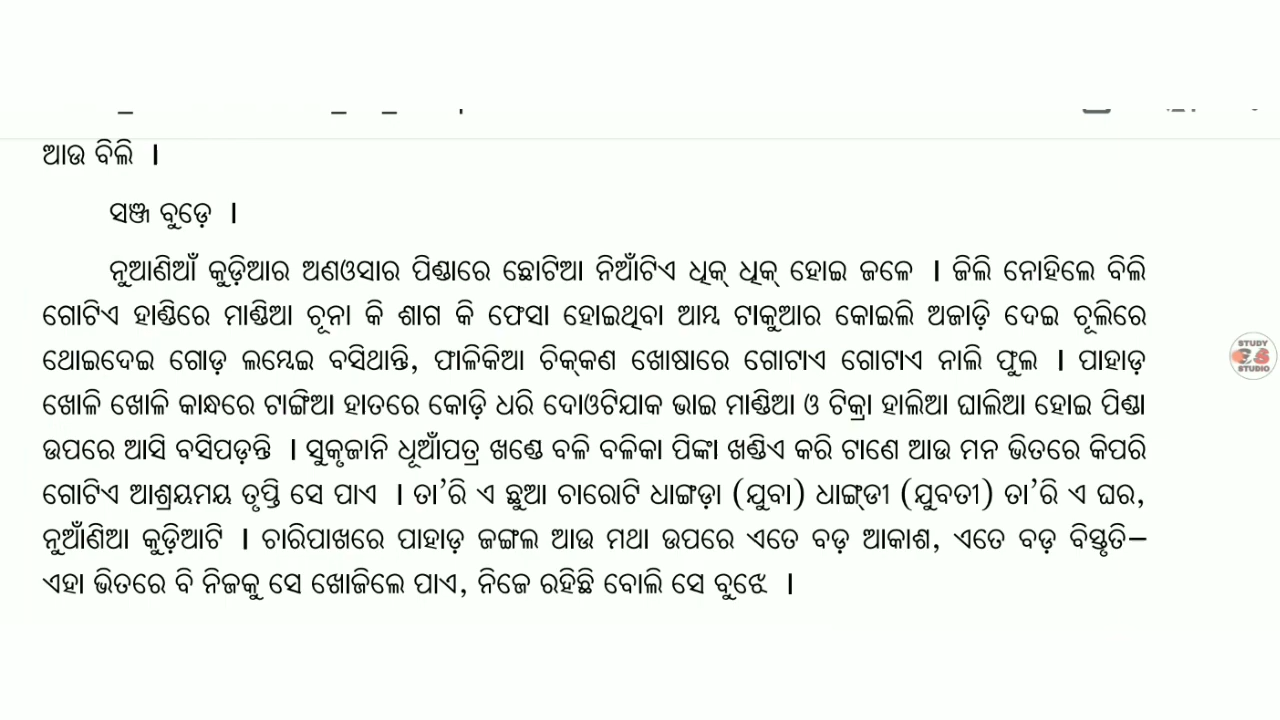 ଆଉ ବିଲି ।
ସଞ୍ଜ ବୁଡ଼େ ।
ନୁଆଣିଆଁ କୁଡ଼ିଆର ଅଣଓସାର ପିଣ୍ଡାରେ ଛୋଟିଆ ନିଆଁଟିଏ ଧିକ୍ ଧିକ୍ ହୋଇ ଜଳେ । ଜିଲି ନୋହିଲେ ବିଲି
ଗୋଟିଏ ହାଣ୍ଡିରେ ମାଣ୍ଡିଆ ଚୂନା କି ଶାଗ କି ଫେସା ହୋଇଥିବା ଆମ୍ବ ଟାକୁଆର କୋଇଲି ଅଜାଡ଼ି ଦେଇ ଚୂଲିରେ
ଥୋଇଦେଇ ଗୋଡ଼ ଲମ୍ବେଇ ବସିଥାନ୍ତି, ଫାଳିକିଆ ଚିକ୍‌କଣ ଖୋଷାରେ ଗୋଟାଏ ଗୋଟାଏ ନାଲି ଫୁଲ । ପାହାଡ଼
ଖୋଳି ଖୋଳି କାନ୍ଧରେ ଟାଙ୍ଗିଆ ହାତରେ କୋଡ଼ି ଧରି ଦୋଓଟିଯାକ ଭାଇ ମାଣ୍ଡିଆ ଓ ଟିକ୍ରା ହାଲିଆ ଘାଲିଆ ହୋଇ ପିଣ୍ଡା
ଉପରେ ଆସି ବସିପଡ଼ନ୍ତି । ସୁକ୍ରୁଜାନି ଧୂଆଁପତ୍ର ଖଣ୍ଡେ ବଳି ବଳିକା ପିଙ୍କା ଖଣ୍ଡିଏ କରି ଟାଣେ ଆଉ ମନ ଭିତରେ କିପରି
ଗୋଟିଏ ଆଶ୍ରୟମୟ ତୃପ୍ତି ସେ ପାଏ । ତା’ରି ଏ ଛୁଆ ଚାରୋଟି ଧାଙ୍ଗଡ଼ା (ଯୁବା) ଧାଙ୍ଗ୍‌ଡୀ (ଯୁବତୀ) ତା’ରି ଏ ଘର,
ନୁଆଁଣିଆ କୁଡ଼ିଆଟି । ଚାରିପାଖରେ ପାହାଡ଼ ଜଙ୍ଗଲ ଆଉ ମଥା ଉପରେ ଏତେ ବଡ଼ ଆକାଶ, ଏତେ ବଡ଼ ବିସ୍ତୃତି–
ଏହା ଭିତରେ ବି ନିଜକୁ ସେ ଖୋଜିଲେ ପାଏ, ନିଜେ ରହିଛି ବୋଲି ସେ ବୁଝେ ।
STUDY
STUDIO